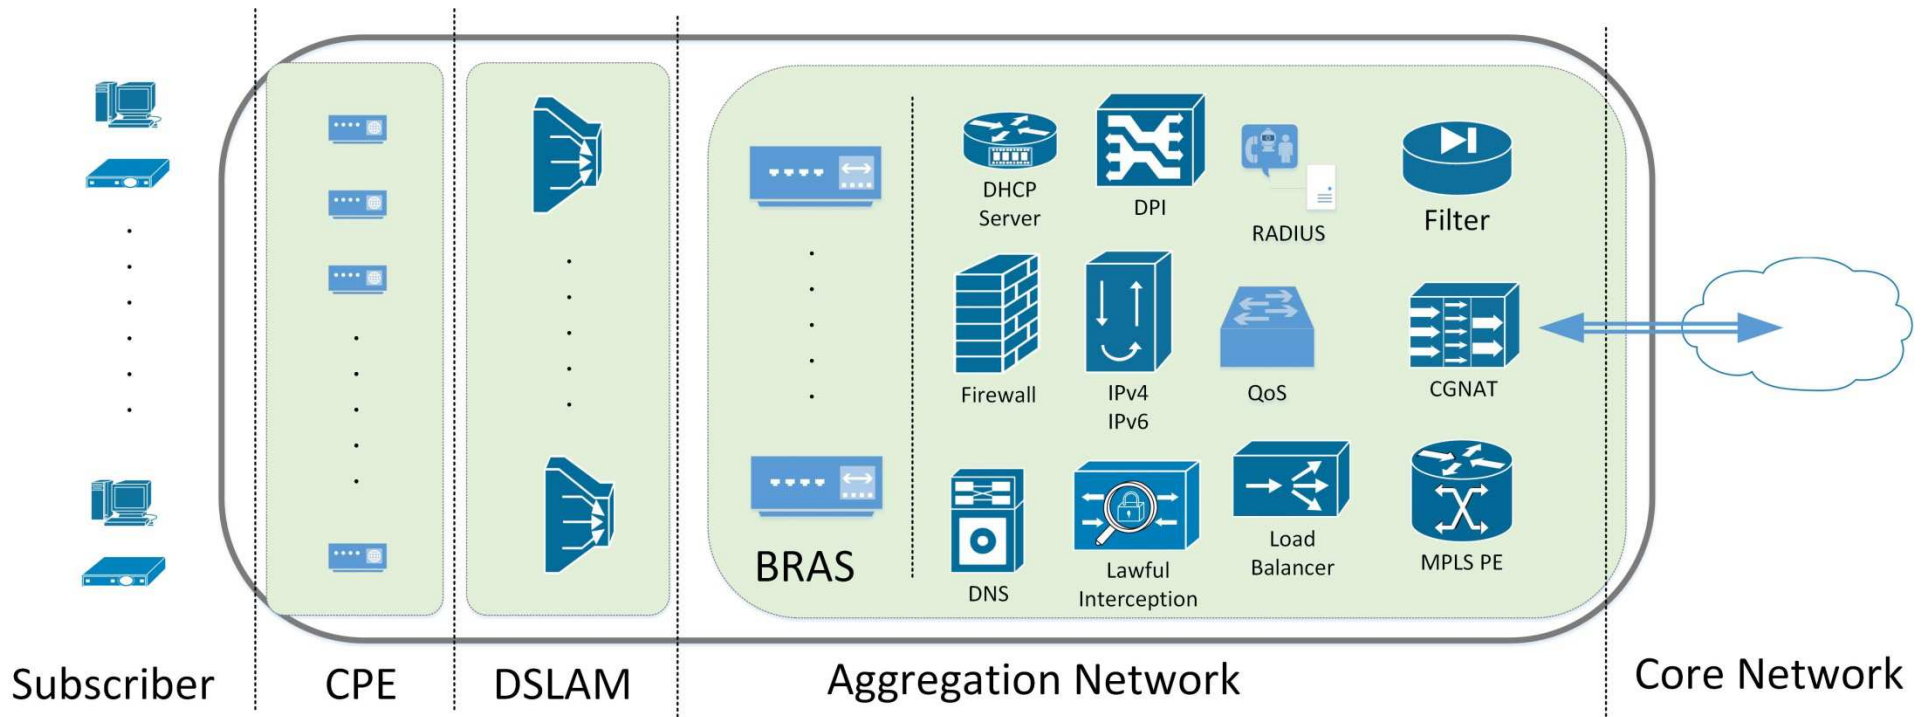 DHCP
Server
DPI
RADIUS
Filter
Firewall
IPv4
IPv6
QoS
CGNAT
BRAS
DNS
Lawful
Interception
Load
Balancer
MPLS PE
Subscriber
CPE
DSLAM
Aggregation Network
Core Network